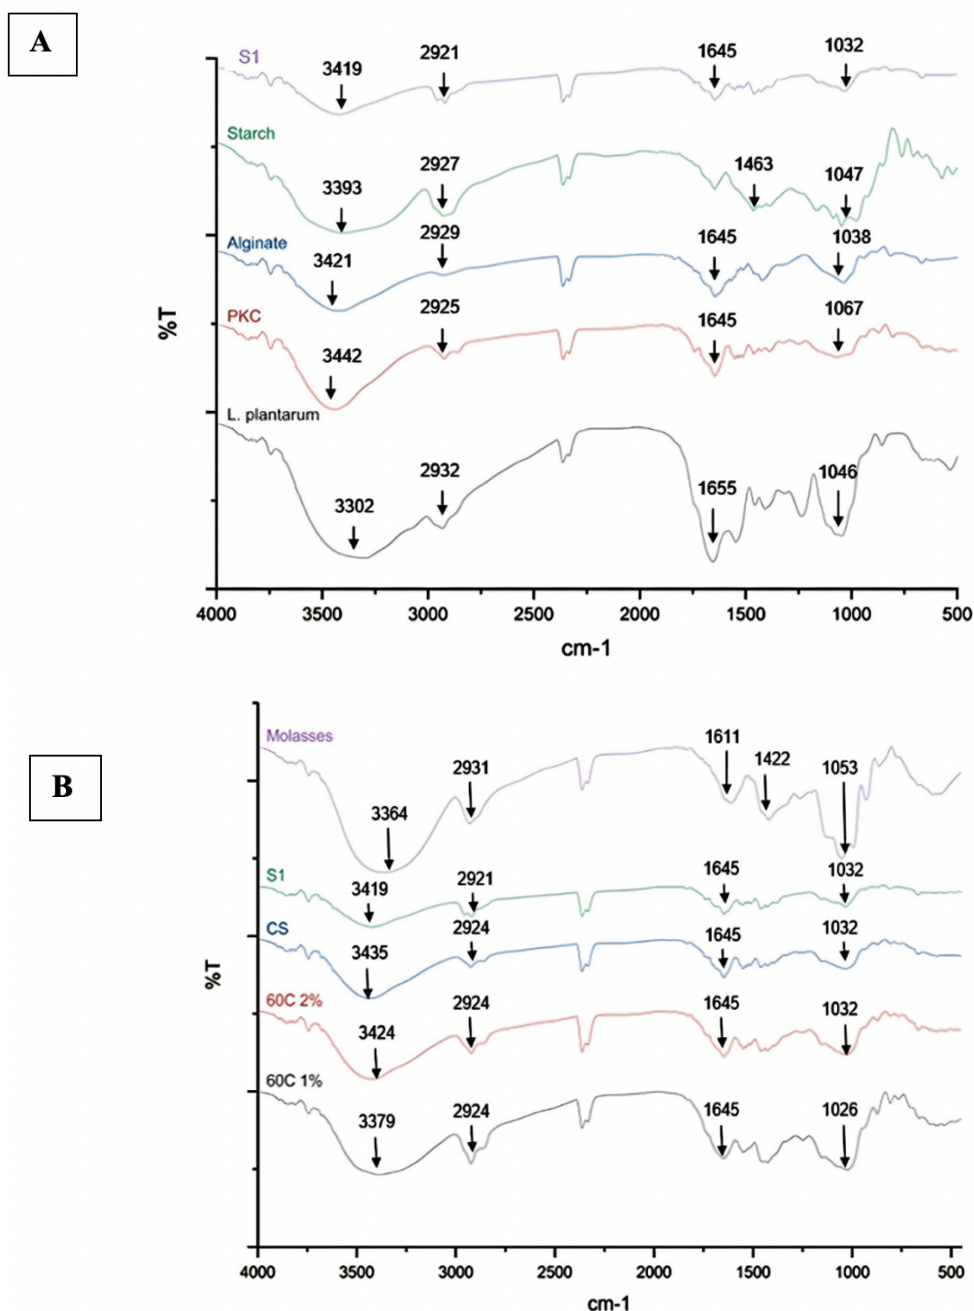 A
S1
3419
2921
1645
1032
Starch
3393
2927
1463
1047
Alginate
3421
2929
1645
1038
PKC
3442
2925
1645
1067
L. plantarum
3302
2932
1655
1046
%T
4000 3500 3000 2500 2000 1500 1000 500
cm-1
B
Molasses
3364
2931
1611
1422
1053
S1
3419
2921
1645
1032
CS
3435
2924
1645
1032
60C 2%
3424
2924
1645
1032
60C 1%
3379
2924
1645
1026
%T
4000 3500 3000 2500 2000 1500 1000 500
cm-1